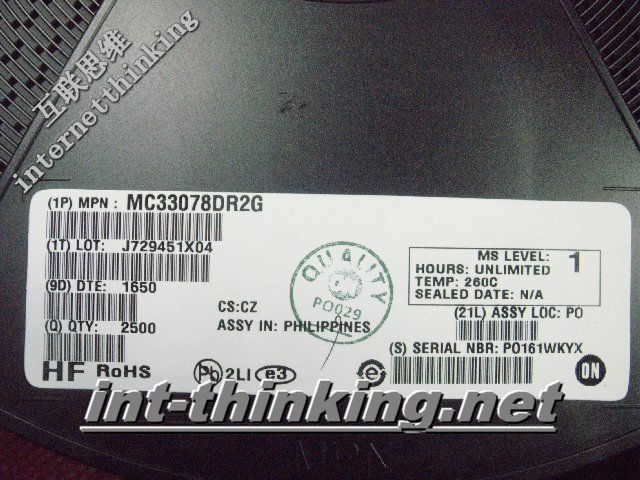 互联思维
internetthinking
(1P) MPN : MC33078DR2G
(1T) LOT: J729451X04
(9D) DTE: 1650
(Q) QTY: 2500
CS:CZ
ASSY IN: PHILIPPINES
QUALITY
PO029
MS LEVEL: 1
HOURS: UNLIMITED
TEMP: 260C
SEALED DATE: N/A
(21L) ASSY LOC: PO
(S) SERIAL NBR: PO161WKYX
HF RoHS
Pb 2LI e3
e
ON
int-thinking.net